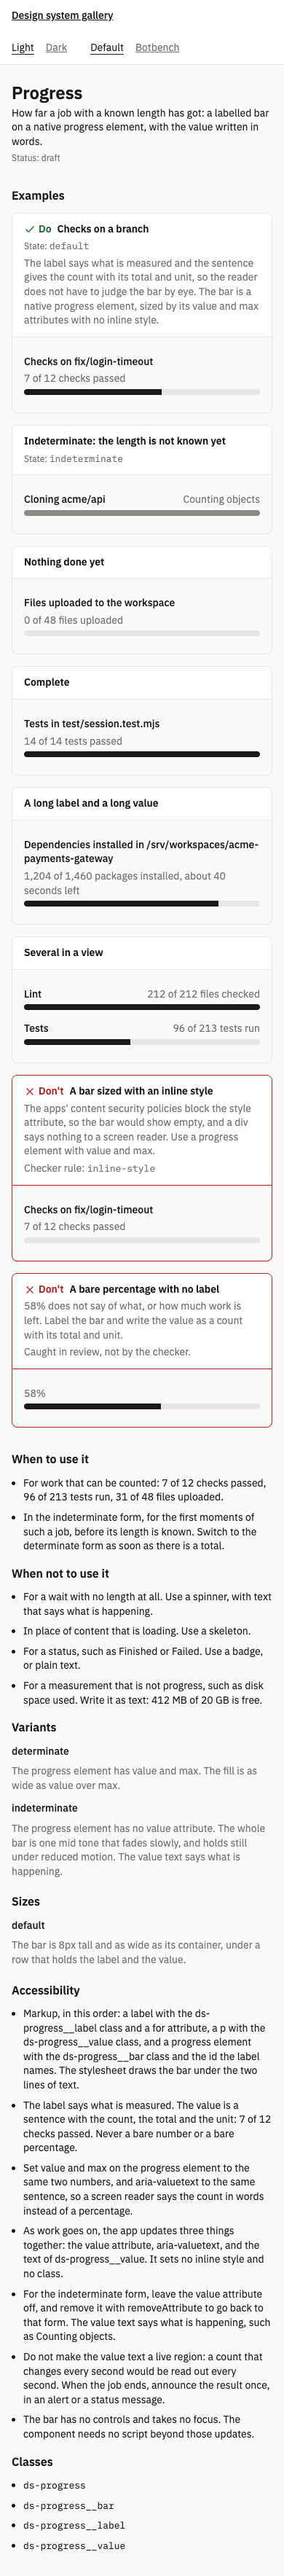 Design system gallery
Light Dark Default Botbench
Progress
How far a job with a known length has got: a labelled bar
on a native progress element, with the value written in
words.
Status: draft
Examples
Do Checks on a branch
State: default
The label says what is measured and the sentence
gives the count with its total and unit, so the reader
does not have to judge the bar by eye. The bar is a
native progress element, sized by its value and max
attributes with no inline style.
Checks on fix/login-timeout
7 of 12 checks passed
Indeterminate: the length is not known yet
State: indeterminate
Cloning acme/api Counting objects
Nothing done yet
Files uploaded to the workspace
0 of 48 files uploaded
Complete
Tests in test/session.test.mjs
14 of 14 tests passed
A long label and a long value
Dependencies installed in /srv/workspaces/acme-
payments-gateway
1,204 of 1,460 packages installed, about 40
seconds left
Several in a view
Lint 212 of 212 files checked
Tests 96 of 213 tests run
Don't A bar sized with an inline style
The apps' content security policies block the style
attribute, so the bar would show empty, and a div
says nothing to a screen reader. Use a progress
element with value and max.
Checker rule: inline-style
Checks on fix/login-timeout
7 of 12 checks passed
Don't A bare percentage with no label
58% does not say of what, or how much work is
left. Label the bar and write the value as a count
with its total and unit.
Caught in review, not by the checker.
58%
When to use it
• For work that can be counted: 7 of 12 checks passed,
96 of 213 tests run, 31 of 48 files uploaded.
• In the indeterminate form, for the first moments of
such a job, before its length is known. Switch to the
determinate form as soon as there is a total.
When not to use it
• For a wait with no length at all. Use a spinner, with text
that says what is happening.
• In place of content that is loading. Use a skeleton.
• For a status, such as Finished or Failed. Use a badge,
or plain text.
• For a measurement that is not progress, such as disk
space used. Write it as text: 412 MB of 20 GB is free.
Variants
determinate
The progress element has value and max. The fill is as
wide as value over max.
indeterminate
The progress element has no value attribute. The whole
bar is one mid tone that fades slowly, and holds still
under reduced motion. The value text says what is
happening.
Sizes
default
The bar is 8px tall and as wide as its container, under a
row that holds the label and the value.
Accessibility
• Markup, in this order: a label with the ds-
progress__label class and a for attribute, a p with the
ds-progress__value class, and a progress element
with the ds-progress__bar class and the id the label
names. The stylesheet draws the bar under the two
lines of text.
• The label says what is measured. The value is a
sentence with the count, the total and the unit: 7 of 12
checks passed. Never a bare number or a bare
percentage.
• Set value and max on the progress element to the
same two numbers, and aria-valuetext to the same
sentence, so a screen reader says the count in words
instead of a percentage.
• As work goes on, the app updates three things
together: the value attribute, aria-valuetext, and the
text of ds-progress__value. It sets no inline style and
no class.
• For the indeterminate form, leave the value attribute
off, and remove it with removeAttribute to go back to
that form. The value text says what is happening, such
as Counting objects.
• Do not make the value text a live region: a count that
changes every second would be read out every
second. When the job ends, announce the result once,
in an alert or a status message.
• The bar has no controls and takes no focus. The
component needs no script beyond those updates.
Classes
• ds-progress
• ds-progress__bar
• ds-progress__label
• ds-progress__value